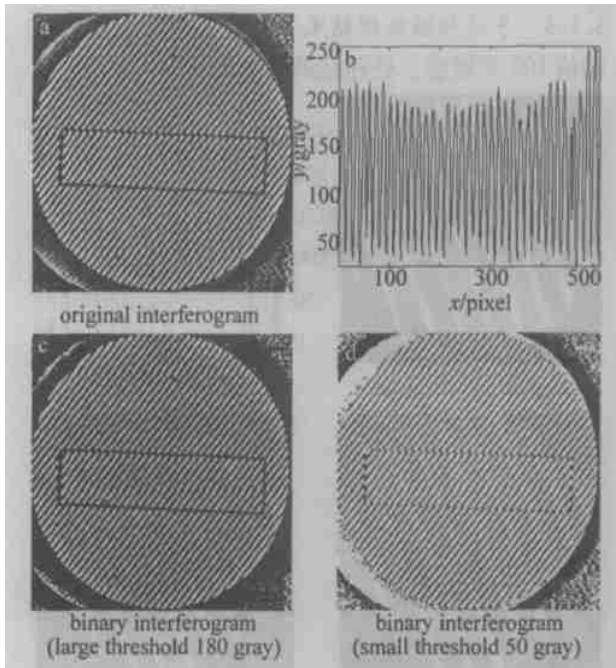 a
b
250
200
150
100
50
y/gray
100
300
500
x/pixel
original interferogram
c
d
binary interferogram
(large threshold 180 gray)
binary interferogram
(small threshold 50 gray)